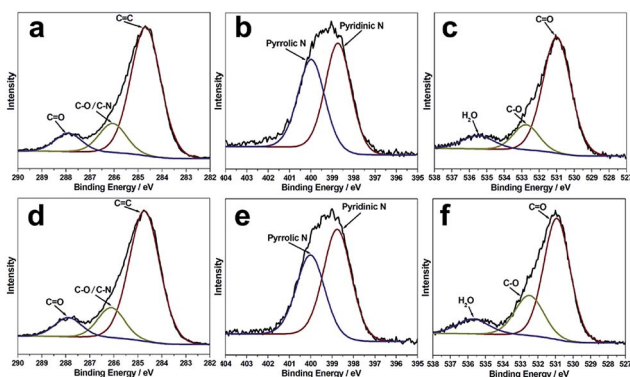 a
C=C
C-O/C-N
C=O
Intensity
290 289 288 287 286 285 284 283 282
Binding Energy / eV
b
Pyrrolic N
Pyridinic N
Intensity
404 403 402 401 400 399 398 397 396 395
Binding Energy / eV
c
C=O
C-O
H₂O
Intensity
538 537 536 535 534 533 532 531 530 529 528 527
Binding Energy / eV
d
C=C
C-O/C-N
C=O
Intensity
290 289 288 287 286 285 284 283 282
Binding Energy / eV
e
Pyrrolic N
Pyridinic N
Intensity
404 403 402 401 400 399 398 397 396 395
Binding Energy / eV
f
C=O
C-O
H₂O
Intensity
538 537 536 535 534 533 532 531 530 529 528 527
Binding Energy / eV